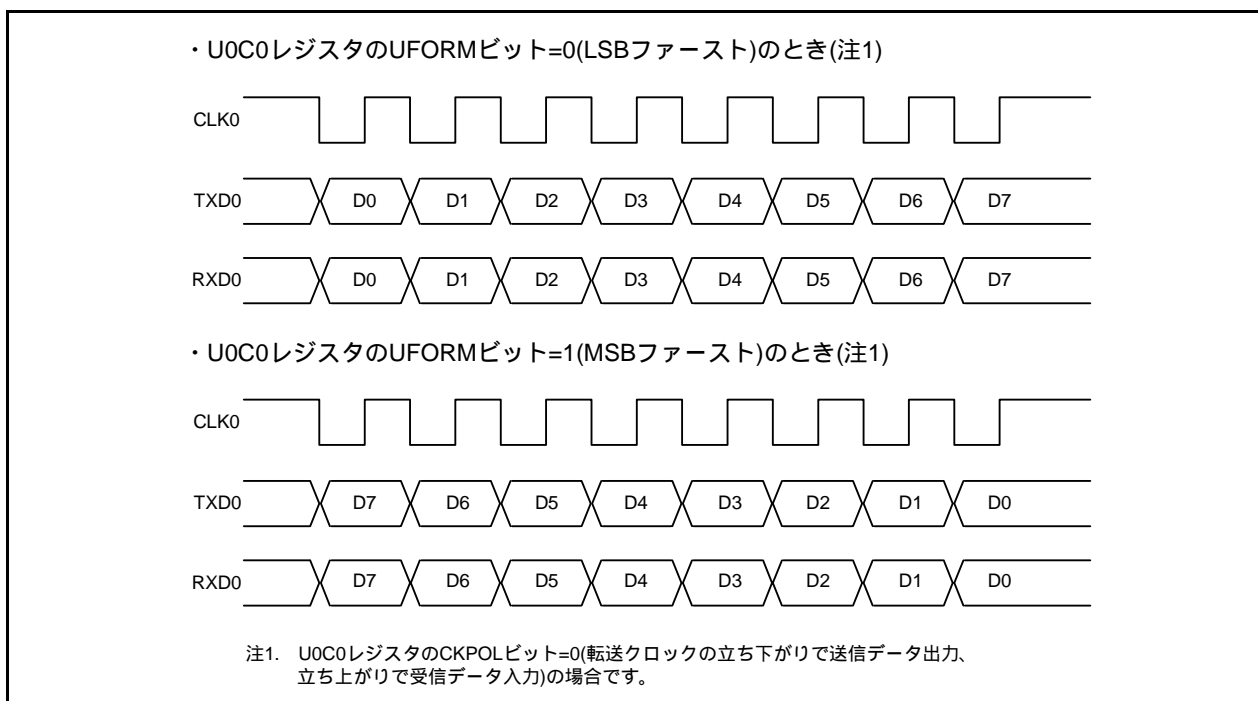 ・U0C0レジスタのUFORMビット=0(LSBファースト)のとき(注1)
CLK0
TXD0 D0 D1 D2 D3 D4 D5 D6 D7
RXD0 D0 D1 D2 D3 D4 D5 D6 D7
・U0C0レジスタのUFORMビット=1(MSBファースト)のとき(注1)
CLK0
TXD0 D7 D6 D5 D4 D3 D2 D1 D0
RXD0 D7 D6 D5 D4 D3 D2 D1 D0
注1. U0C0レジスタのCKPOLビット=0(転送クロックの立ち下がりで送信データ出力、
立ち上がりで受信データ入力)の場合です。